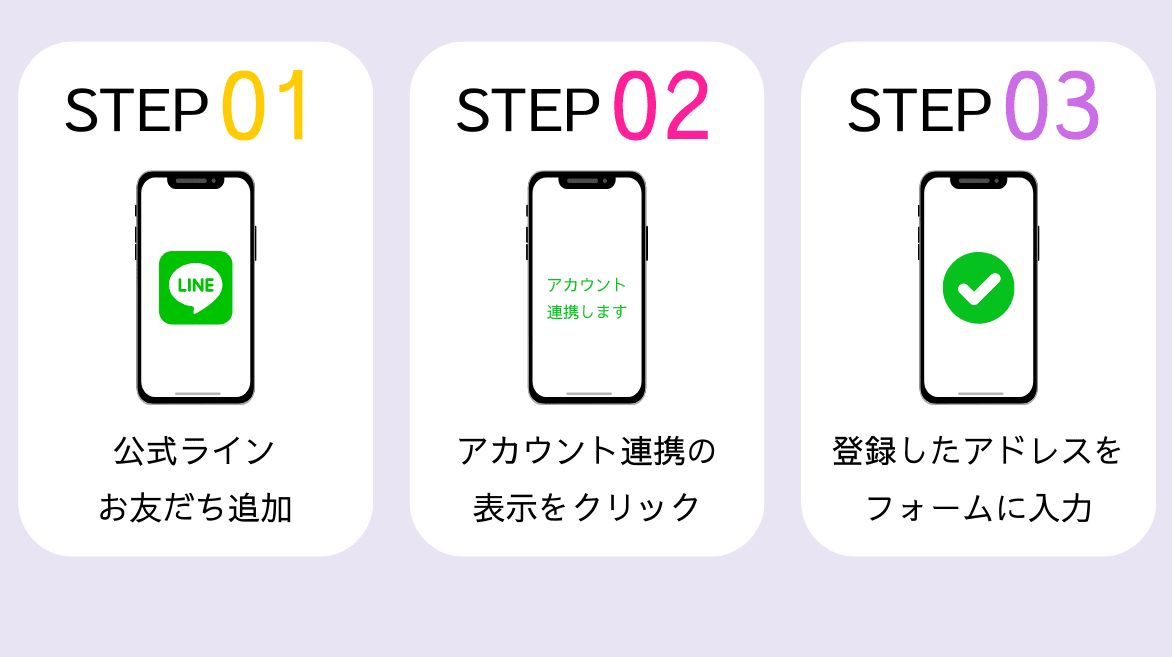 STEP 01
LINE
公式ライン
お友だち追加
STEP 02
アカウント
連携します
アカウント連携の
表示をクリック
STEP 03
登録したアドレスを
フォームに入力